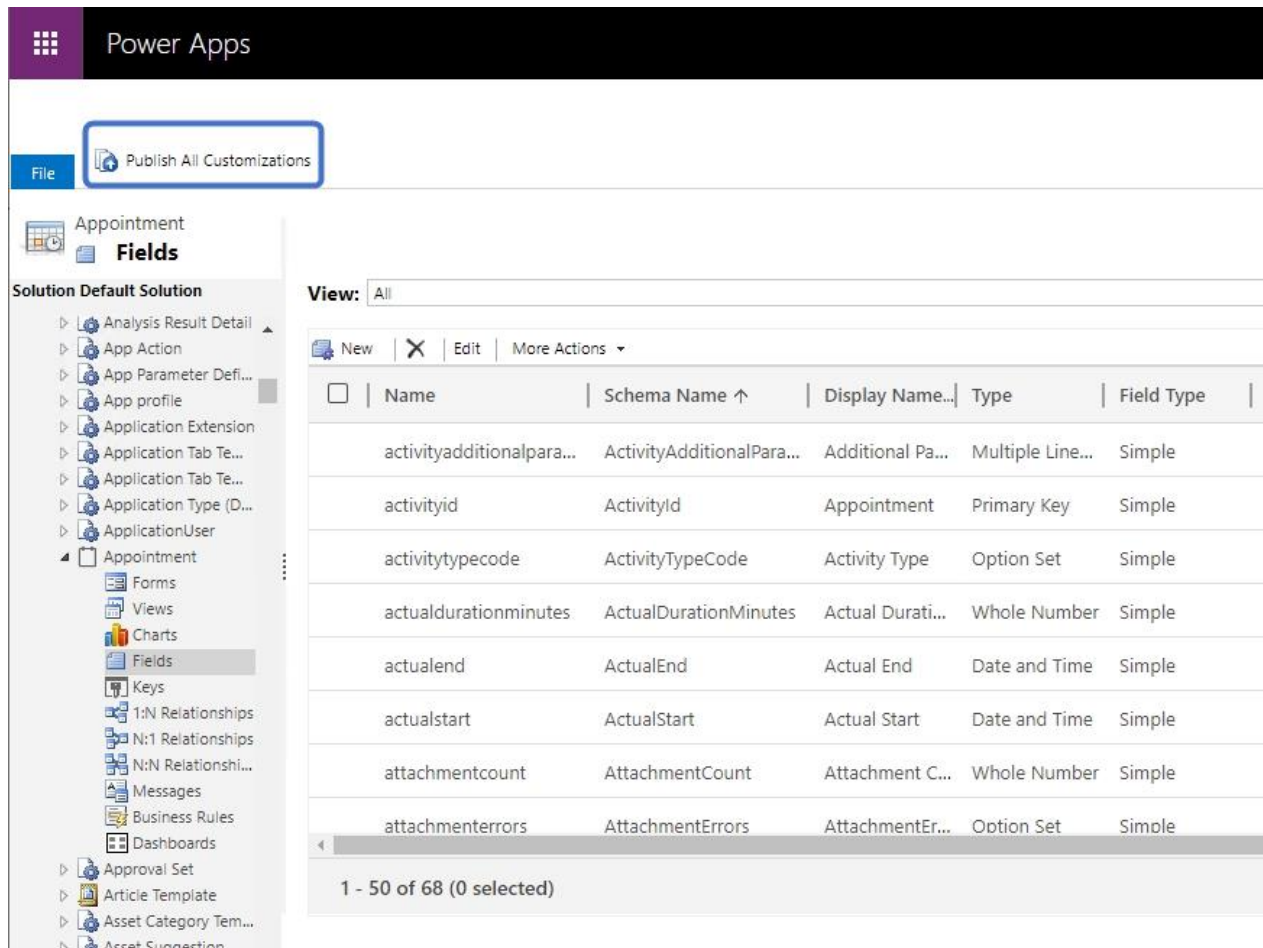 Power Apps
File
Publish All Customizations
Appointment
Fields
Solution Default Solution
Analysis Result Detail
App Action
App Parameter Defi...
App profile
Application Extension
Application Tab Te...
Application Tab Te...
Application Type (D...
ApplicationUser
Appointment
Forms
Views
Charts
Fields
Keys
1:N Relationships
N:1 Relationships
N:N Relationshi...
Messages
Business Rules
Dashboards
Approval Set
Article Template
Asset Category Tem...
Asset Suggestion
View: All
New Edit More Actions
Name Schema Name Display Name... Type Field Type
activityadditionalpara... ActivityAdditionalPara... Additional Pa... Multiple Line... Simple
activityid ActivityId Appointment Primary Key Simple
activitytypecode ActivityTypeCode Activity Type Option Set Simple
actualdurationminutes ActualDurationMinutes Actual Durati... Whole Number Simple
actualend ActualEnd Actual End Date and Time Simple
actualstart ActualStart Actual Start Date and Time Simple
attachmentcount AttachmentCount Attachment C... Whole Number Simple
attachmenterrors AttachmentErrors AttachmentEr... Option Set Simple
1 - 50 of 68 (0 selected)